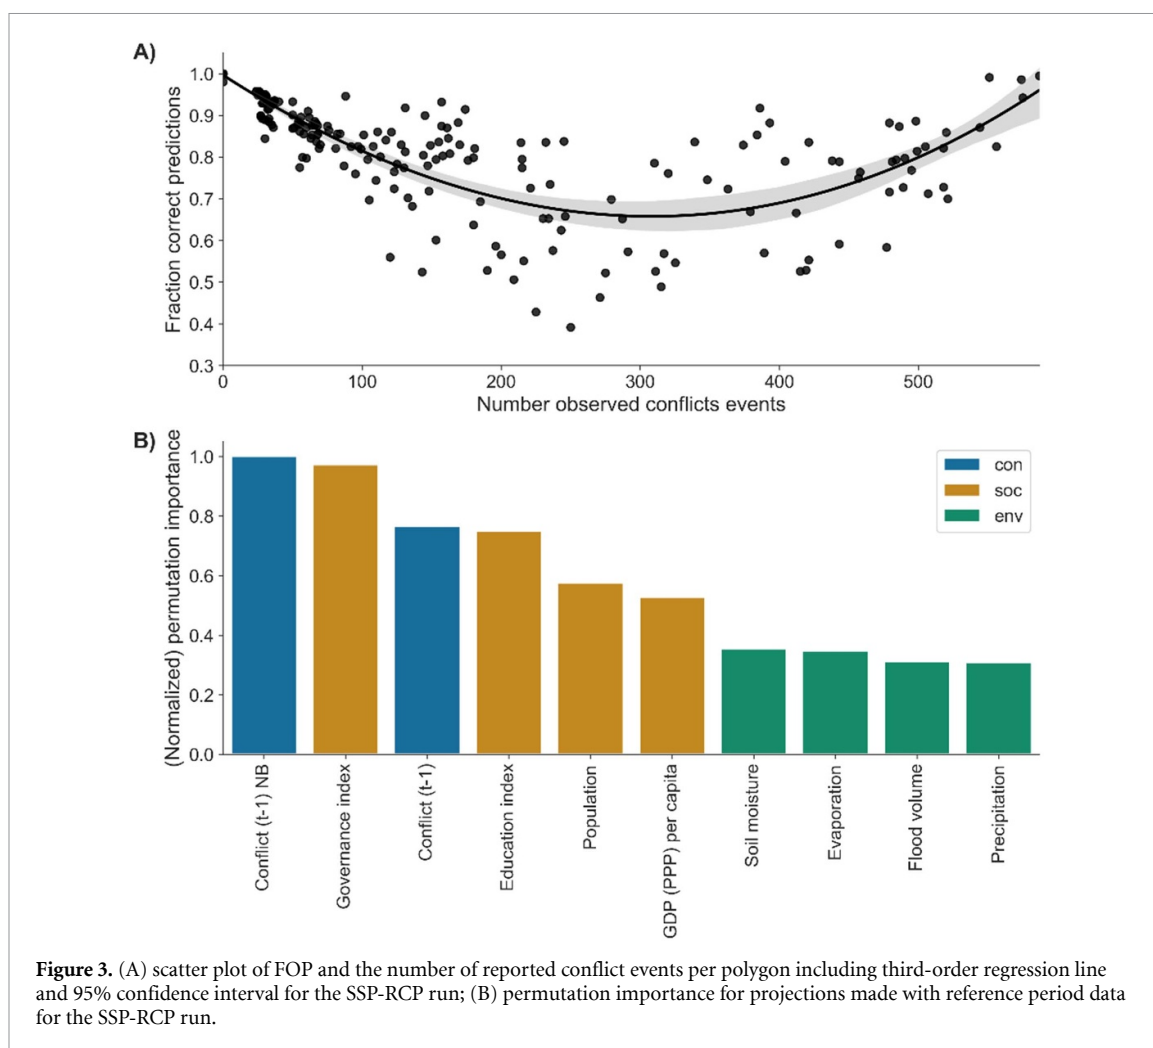 A)
Fraction correct predictions
1.0
0.9
0.8
0.7
0.6
0.5
0.4
0.3
0
100
200
300
400
500
Number observed conflicts events
B)
(Normalized) permutation importance
1.0
0.8
0.6
0.4
0.2
0.0
con
soc
env
Conflict (t-1) NB
Governance index
Conflict (t-1)
Education index
Population
GDP (PPP) per capita
Soil moisture
Evaporation
Flood volume
Precipitation
Figure 3. (A) scatter plot of FOP and the number of reported conflict events per polygon including third-order regression line
and 95% confidence interval for the SSP-RCP run; (B) permutation importance for projections made with reference period data
for the SSP-RCP run.